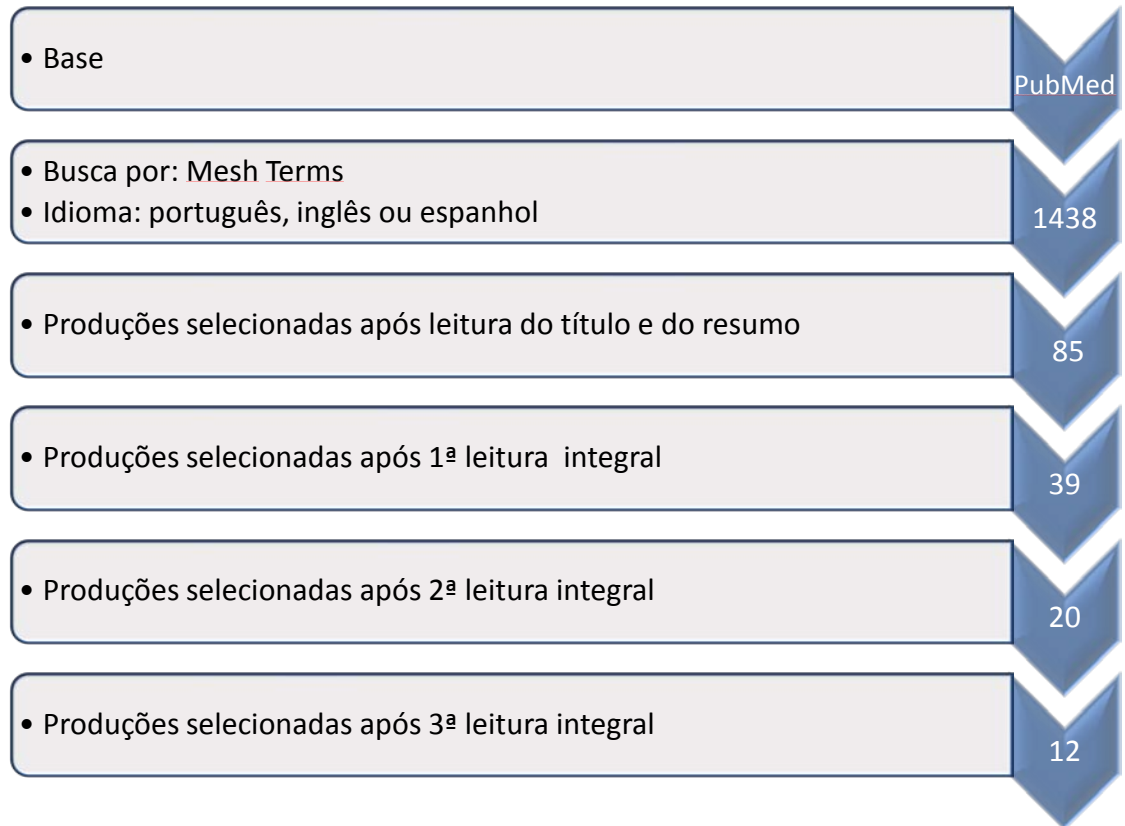 • Base
PubMed
• Busca por: Mesh Terms
• Idioma: português, inglês ou espanhol
1438
• Produções selecionadas após leitura do título e do resumo
85
• Produções selecionadas após 1ª leitura integral
39
• Produções selecionadas após 2ª leitura integral
20
• Produções selecionadas após 3ª leitura integral
12